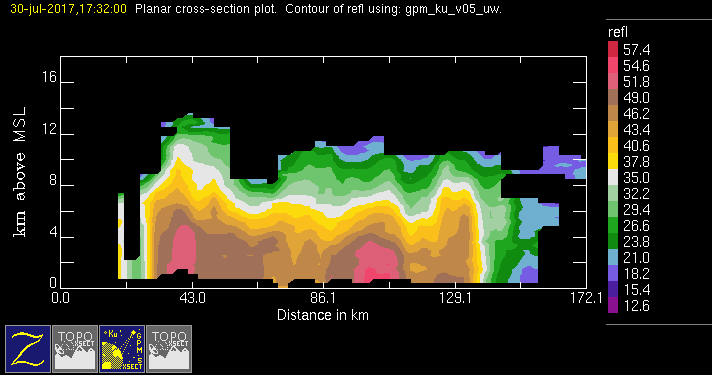 30-jul-2017,17:32:00 Planar cross-section plot. Contour of refl using: gpm_ku_v05_uw.
refl
57.4
54.6
51.8
49.0
46.2
43.4
40.6
37.8
35.0
32.2
29.4
26.6
23.8
21.0
18.2
15.4
12.6
km above MSL
16
12
8
4
0
0.0 43.0 86.1 129.1 172.1
Distance in km
Z
TOPO XSECT
"Ku" GPM'S XSECT
TOPO XSECT